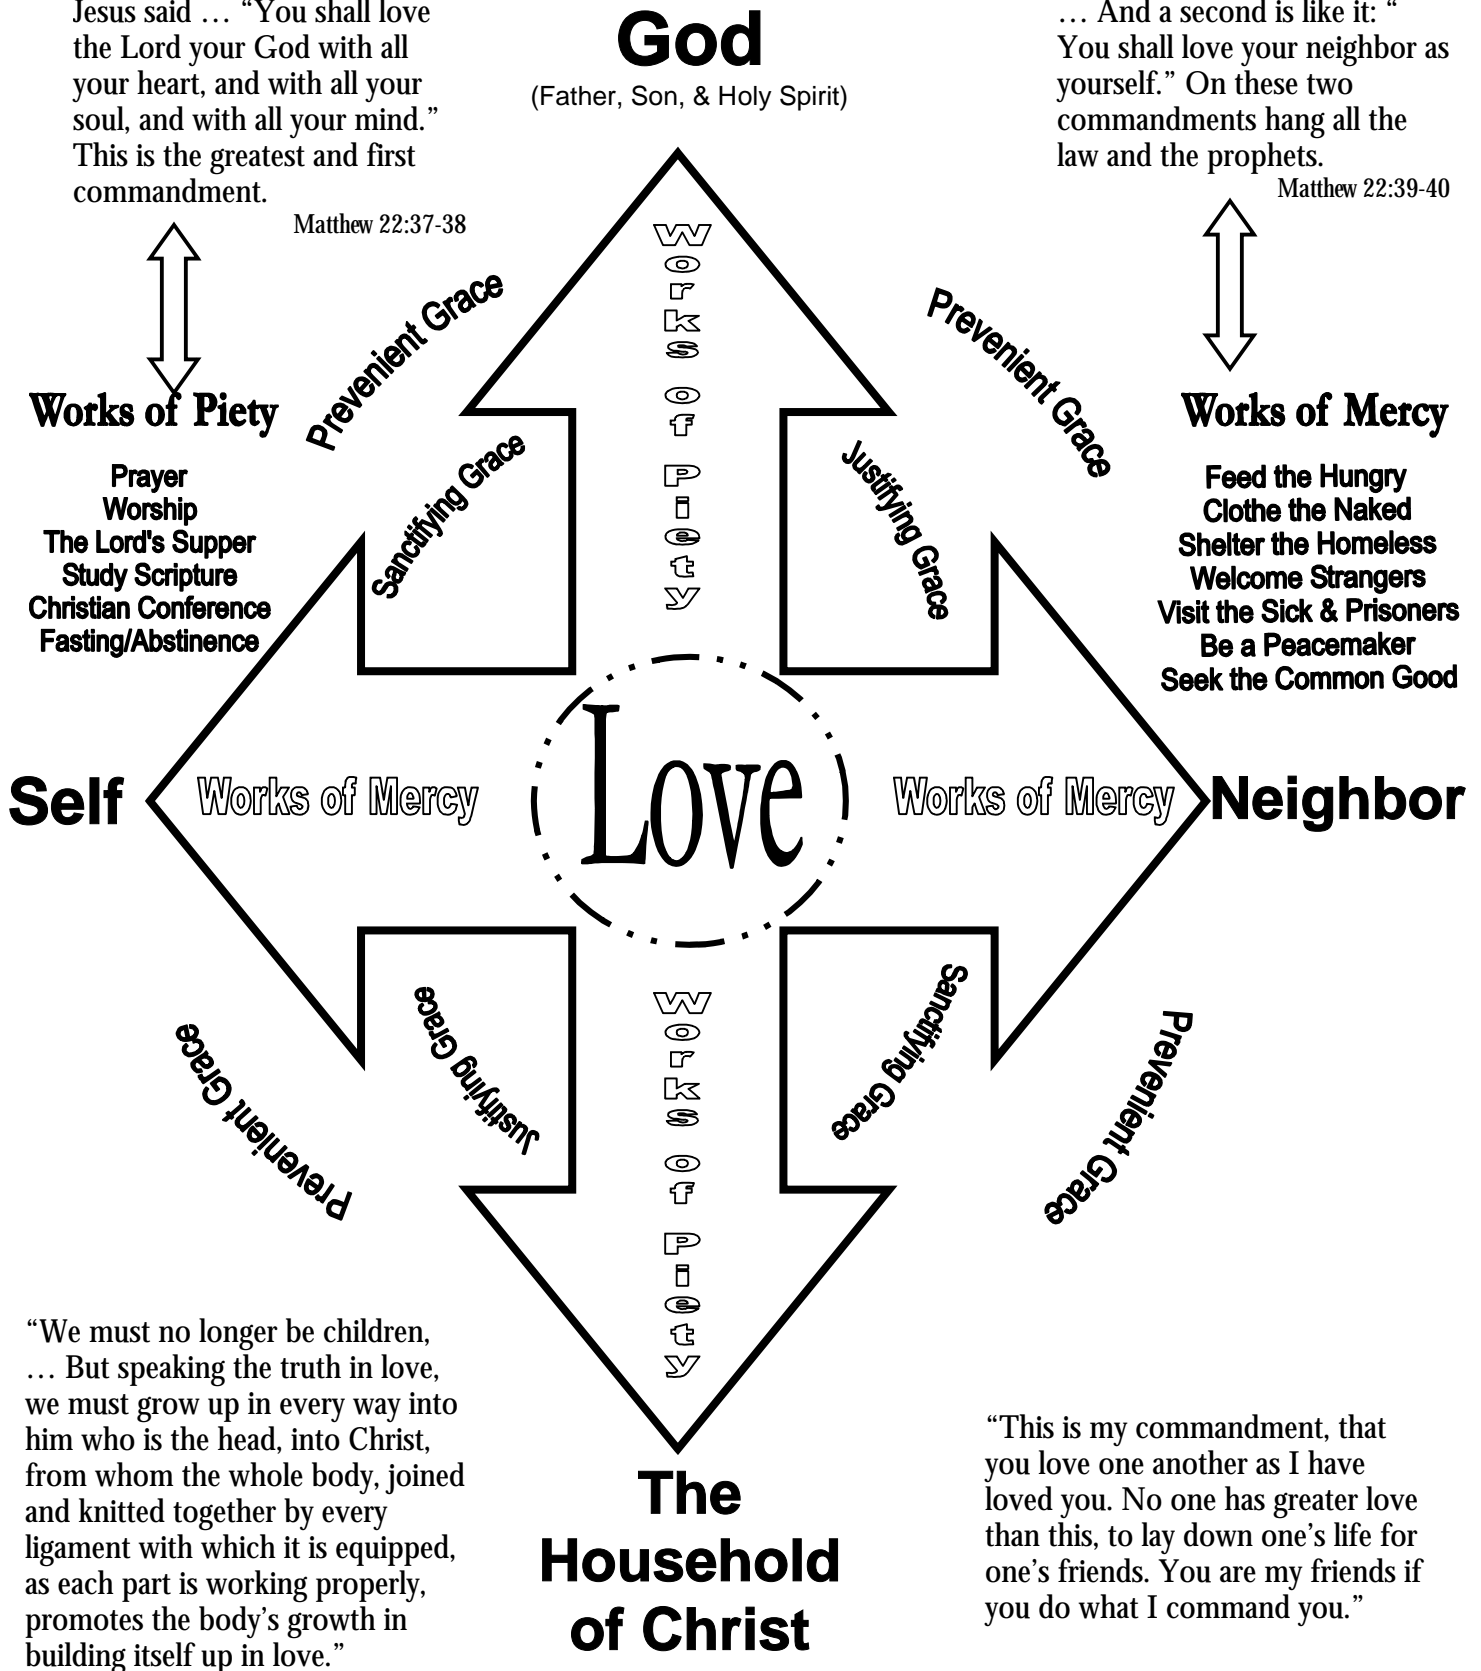 Jesus said … “You shall love
the Lord your God with all
your heart, and with all your
soul, and with all your mind.”
This is the greatest and first
commandment.
Matthew 22:37-38
God
(Father, Son, & Holy Spirit)
… And a second is like it: “
You shall love your neighbor as
yourself.” On these two
commandments hang all the
law and the prophets.
Matthew 22:39-40
Prevenient Grace
Prevenient Grace
Works of Piety
Prayer
Worship
The Lord's Supper
Study Scripture
Christian Conference
Fasting/Abstinence
Sanctifying Grace
Works of Piety
Justifying Grace
Works of Mercy
Feed the Hungry
Clothe the Naked
Shelter the Homeless
Welcome Strangers
Visit the Sick & Prisoners
Be a Peacemaker
Seek the Common Good
Self
Works of Mercy
Love
Works of Mercy
Neighbor
Justifying Grace
Works of Piety
Sanctifying Grace
Prevenient Grace
Prevenient Grace
“We must no longer be children,
… But speaking the truth in love,
we must grow up in every way into
him who is the head, into Christ,
from whom the whole body, joined
and knitted together by every
ligament with which it is equipped,
as each part is working properly,
promotes the body’s growth in
building itself up in love.”
The
Household
of Christ
“This is my commandment, that
you love one another as I have
loved you. No one has greater love
than this, to lay down one’s life for
one’s friends. You are my friends if
you do what I command you.”